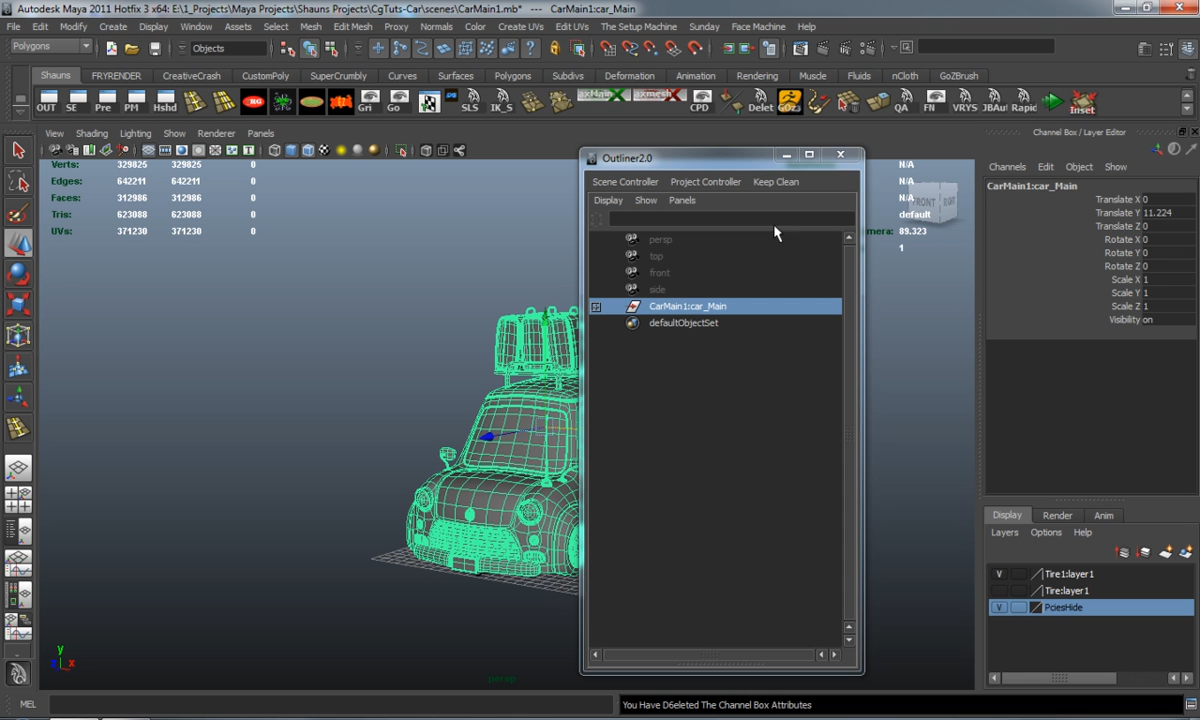 Autodesk Maya 2011 Hotfix 3 x64: E:\1_Projects\Maya Projects\Shauns Projects\CgTuts-Car\scenes\CarMain1.mb* --- CarMain1:car_Main
File Edit Modify Create Display Window Assets Select Mesh Edit Mesh Proxy Normals Color Create UVs Edit UVs The Setup Machine Sunday Face Machine Help
Polygons Objects
Shauns FRYRENDER CreativeCrash CustomPoly SuperCrumbly Curves Surfaces Polygons Subdivs Deformation Animation Rendering Muscle Fluids nCloth GoZBrush
OUT SE Pre PM Hshd Gri Go SLS IK_S CPD Delet QA FN VRYS JBAut Rapic Inset
View Shading Lighting Show Renderer Panels
Channel Box / Layer Editor
Verts: 329825 329825 0
Edges: 642211 642211 0
Faces: 312986 312986 0
Tris: 623088 623088 0
UVs: 371230 371230 0
N/A
N/A
default
89.323
1
FRONT
Outliner2.0
Scene Controller Project Controller Keep Clean
Display Show Panels
persp
top
front
side
CarMain1:car_Main
defaultObjectSet
Channels Edit Object Show
CarMain1:car_Main
Translate X 0
Translate Y 11.224
Translate Z 0
Rotate X 0
Rotate Y 0
Rotate Z 0
Scale X 1
Scale Y 1
Scale Z 1
Visibility on
Display Render Anim
Layers Options Help
V Tire1:layer1
Tire:layer1
V PciesHide
y
z x
persp
MEL
You Have D6eleted The Channel Box Attributes